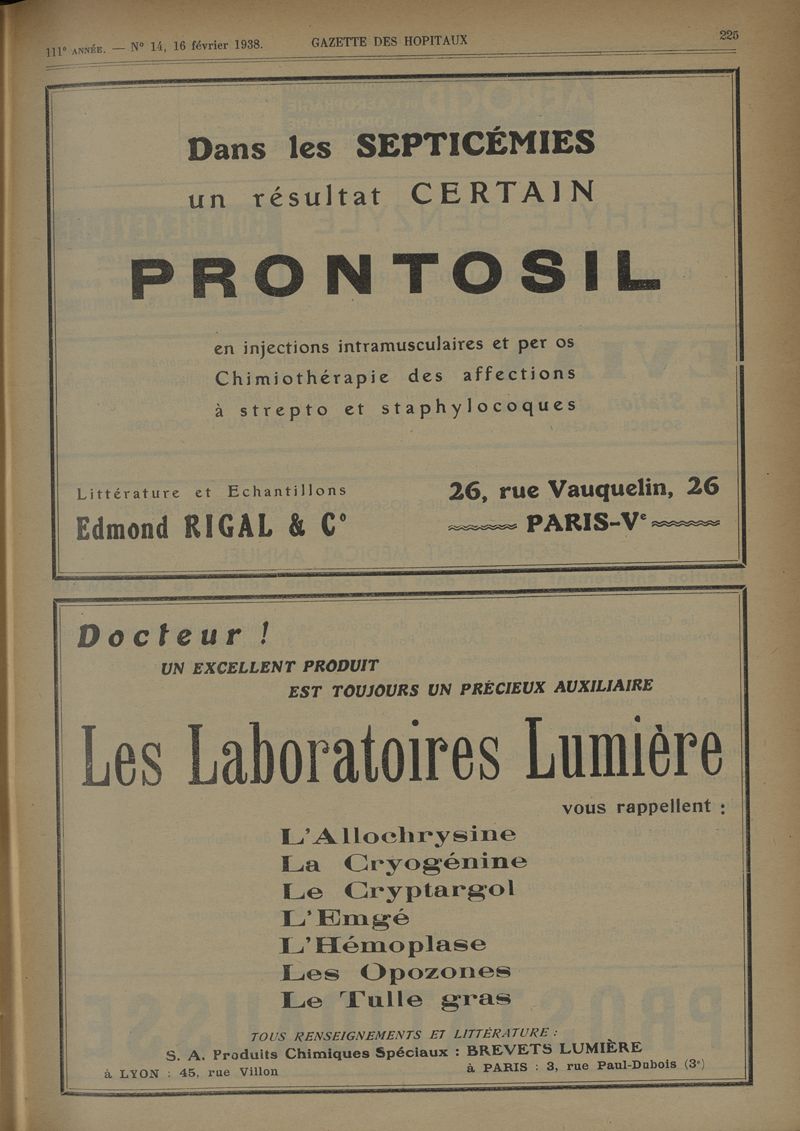 111e ANNÉE. — N° 14, 16 février 1938. GAZETTE DES HOPITAUX 225
Dans les SEPTICÉMIES
un résultat CERTAIN
PRONTOSIL
en injections intramusculaires et per os
Chimiothérapie des affections
à strepto et staphylocoques
Littérature et Echantillons
Edmond RIGAL & C°
26, rue Vauquelin, 26
PARIS-Ve
Docteur !
UN EXCELLENT PRODUIT
EST TOUJOURS UN PRÉCIEUX AUXILIAIRE
Les Laboratoires Lumière
vous rappellent :
L'Allochrysine
La Cryogénine
Le Cryptargol
L'Emgé
L'Hémoplase
Les Opozones
Le Tulle gras
TOUS RENSEIGNEMENTS ET LITTÉRATURE :
S. A. Produits Chimiques Spéciaux : BREVETS LUMIÈRE
à LYON : 45, rue Villon à PARIS : 3, rue Paul-Dubois (3e)